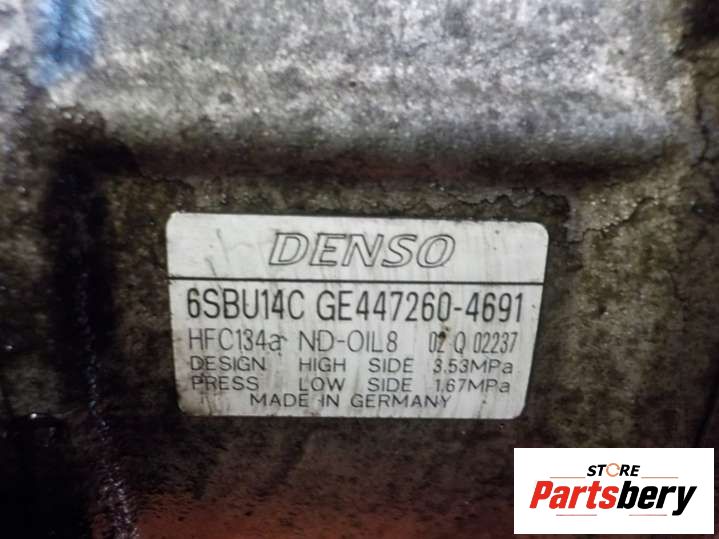 DENSO
6SBU14C GE447260-4691
HFC134a ND-OIL8 02 Q 02237
DESIGN HIGH SIDE 3.53MPa
PRESS LOW SIDE 1.67MPa
MADE IN GERMANY
STORE
Partsbery